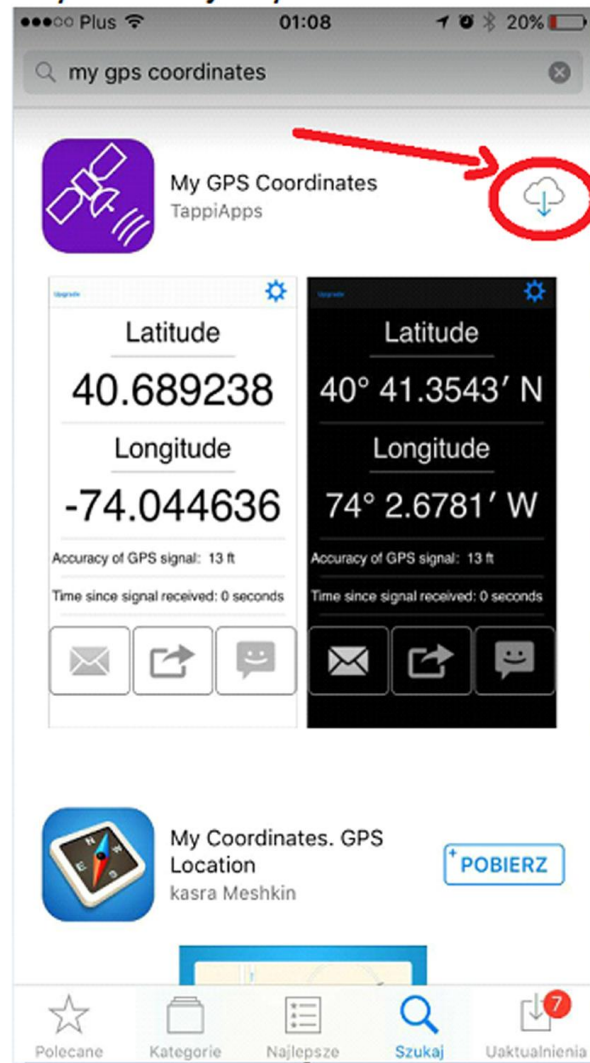 Plus 01:08 20%
my gps coordinates
My GPS Coordinates
TappiApps
Upgrade
Latitude
40.689238
Longitude
-74.044636
Accuracy of GPS signal: 13 ft
Time since signal received: 0 seconds
Upgrade
Latitude
40° 41.3543′ N
Longitude
74° 2.6781′ W
Accuracy of GPS signal: 13 ft
Time since signal received: 0 seconds
My Coordinates. GPS
Location
kasra Meshkin
+POBIERZ
N
W
E
S
7
Polecane Kategorie Najlepsze Szukaj Uaktualnienia